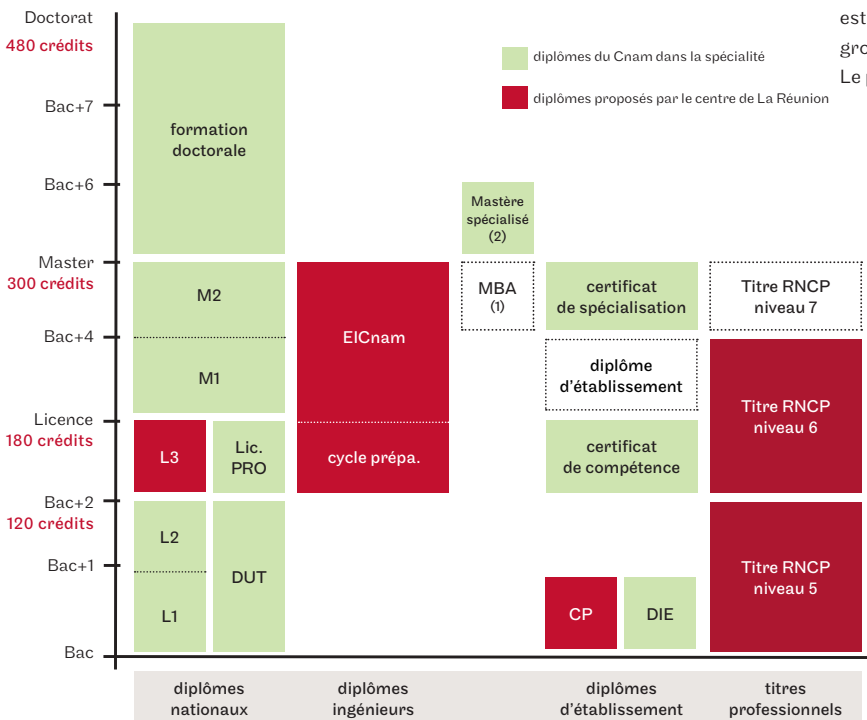 Doctorat
480 crédits
Bac+7
Bac+6
Master
300 crédits
Bac+4
Licence
180 crédits
Bac+2
120 crédits
Bac+1
Bac
diplômes du Cnam dans la spécialité
diplômes proposés par le centre de La Réunion
est
gro
Le p
formation
doctorale
Mastère
spécialisé
(2)
M2
M1
EICnam
MBA
(1)
certificat
de spécialisation
Titre RNCP
niveau 7
diplôme
d'établissement
Titre RNCP
niveau 6
L3
Lic.
PRO
cycle prépa.
certificat
de compétence
L2
L1
DUT
CP
DIE
Titre RNCP
niveau 5
diplômes
nationaux
diplômes
ingénieurs
diplômes
d'établissement
titres
professionnels